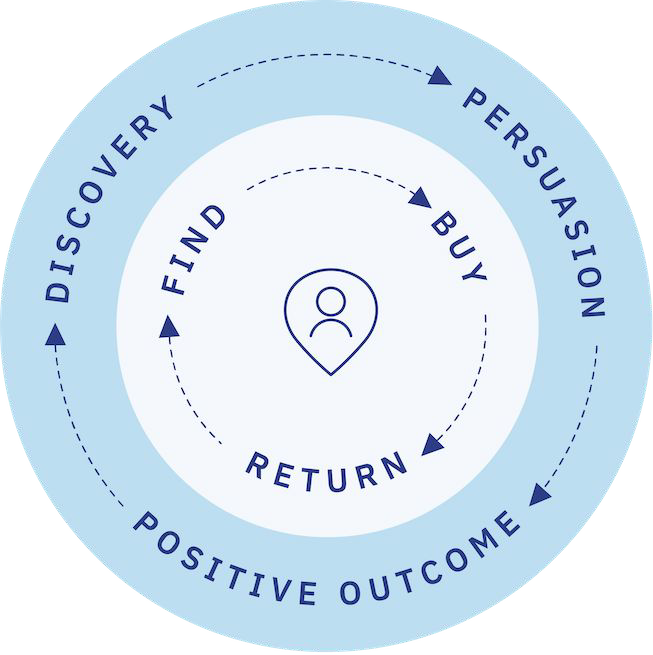 DISCOVERY
PERSUASION
POSITIVE OUTCOME
FIND
BUY
RETURN